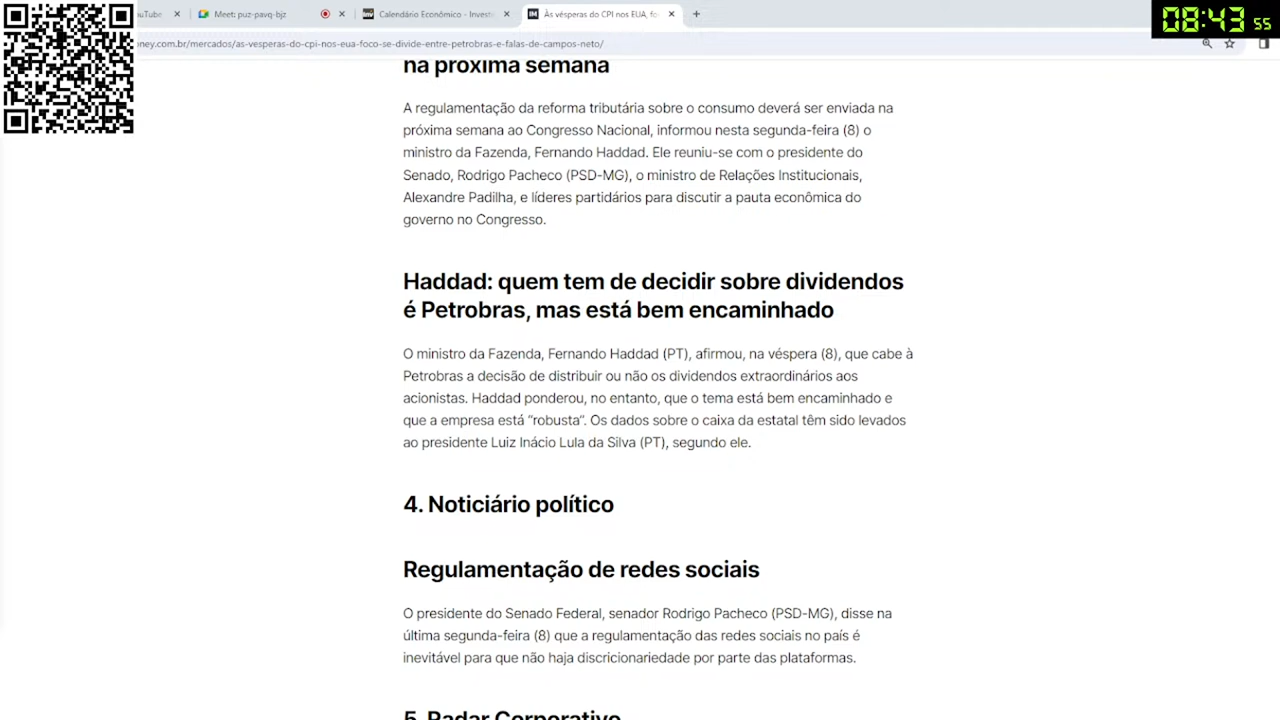 uTube
Meet: puz-pavq-bjz
Calendário Econômico - Invest
Às vésperas do CPI nos EUA, fo
08:43 55
ney.com.br/mercados/as-vesperas-do-cpi-nos-eua-foco-se-divide-entre-petrobras-e-falas-de-campos-neto/
na próxima semana
A regulamentação da reforma tributária sobre o consumo deverá ser enviada na
próxima semana ao Congresso Nacional, informou nesta segunda-feira (8) o
ministro da Fazenda, Fernando Haddad. Ele reuniu-se com o presidente do
Senado, Rodrigo Pacheco (PSD-MG), o ministro de Relações Institucionais,
Alexandre Padilha, e líderes partidários para discutir a pauta econômica do
governo no Congresso.
Haddad: quem tem de decidir sobre dividendos
é Petrobras, mas está bem encaminhado
O ministro da Fazenda, Fernando Haddad (PT), afirmou, na véspera (8), que cabe à
Petrobras a decisão de distribuir ou não os dividendos extraordinários aos
acionistas. Haddad ponderou, no entanto, que o tema está bem encaminhado e
que a empresa está “robusta”. Os dados sobre o caixa da estatal têm sido levados
ao presidente Luiz Inácio Lula da Silva (PT), segundo ele.
4. Noticiário político
Regulamentação de redes sociais
O presidente do Senado Federal, senador Rodrigo Pacheco (PSD-MG), disse na
última segunda-feira (8) que a regulamentação das redes sociais no país é
inevitável para que não haja discricionariedade por parte das plataformas.
5. Radar Corporativo